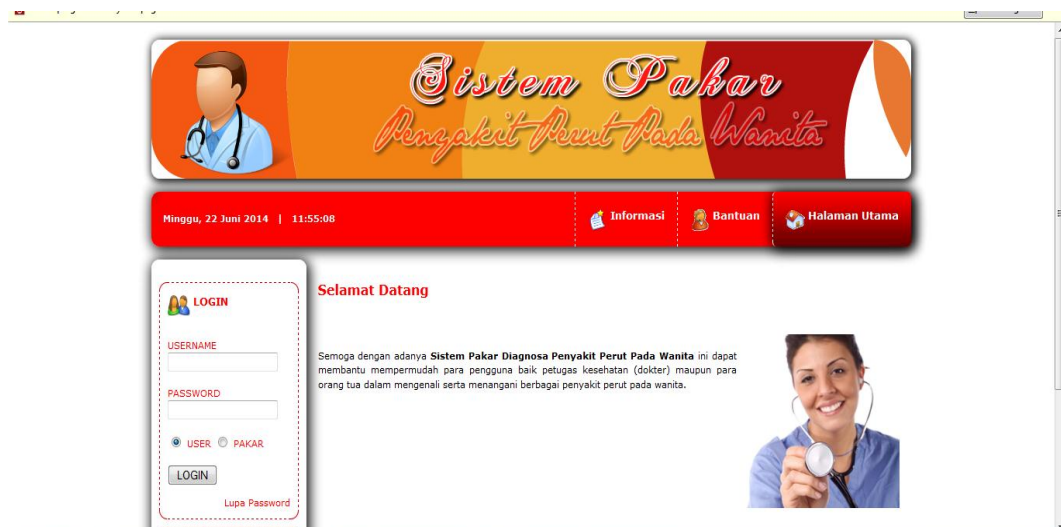 Sistem Pakar
Penyakit Perut Pada Wanita
Minggu, 22 Juni 2014 | 11:55:08
Informasi
Bantuan
Halaman Utama
LOGIN
USERNAME
PASSWORD
USER
PAKAR
LOGIN
Lupa Password
Selamat Datang
Semoga dengan adanya Sistem Pakar Diagnosa Penyakit Perut Pada Wanita ini dapat
membantu mempermudah para pengguna baik petugas kesehatan (dokter) maupun para
orang tua dalam mengenali serta menangani berbagai penyakit perut pada wanita.